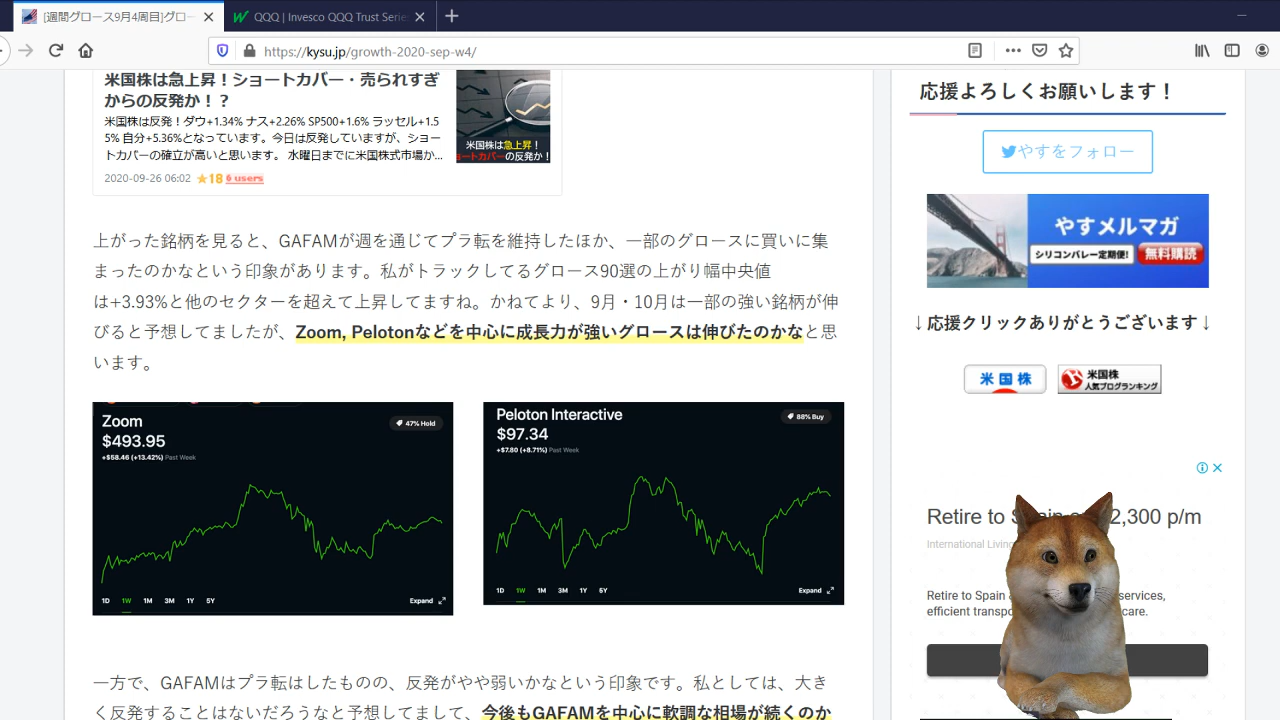 [週間グロース9月4周目]グロー
QQQ | Invesco QQQ Trust Serie
https://kysu.jp/growth-2020-sep-w4/
米国株は急上昇！ショートカバー・売られすぎ
からの反発か！？
米国株は反発！ダウ+1.34% ナス+2.26% SP500+1.6% ラッセル+1.5
5% 自分+5.36%となっています。今日は反発していますが、ショー
トカバーの確立が高いと思います。 水曜日までに米国株式市場か...
2020-09-26 06:02 ★18 6 users
米国株は急上昇！
ョートカバーの反発か！
上がった銘柄を見ると、GAFAMが週を通じてプラ転を維持したほか、一部のグロースに買いに集
まったのかなという印象があります。私がトラックしてるグロース90選の上がり幅中央値
は+3.93%と他のセクターを超えて上昇してますね。かねてより、9月・10月は一部の強い銘柄が伸
びると予想してましたが、Zoom, Pelotonなどを中心に成長力が強いグロースは伸びたのかなと思
います。
Zoom
47% Hold
$493.95
+$58.46 (+13.42%) Past Week
1D 1W 1M 3M 1Y 5Y
Expand
Peloton Interactive
88% Buy
$97.34
+$7.80 (+8.71%) Past Week
1D 1W 1M 3M 1Y 5Y
Expand
一方で、GAFAMはプラ転はしたものの、反発がやや弱いかなという印象です。私としては、大き
く反発することはないだろうなと予想してまして、今後もGAFAMを中心に軟調な相場が続くのか
応援よろしくお願いします！
やすをフォロー
やすメルマガ
シリコンバレー定期便!
無料購読
↓応援クリックありがとうございます↓
米国株
米国株
人気ブログランキング
Retire to S 2,300 p/m
International Livin
Retire to Spain services,
efficient transpo care.